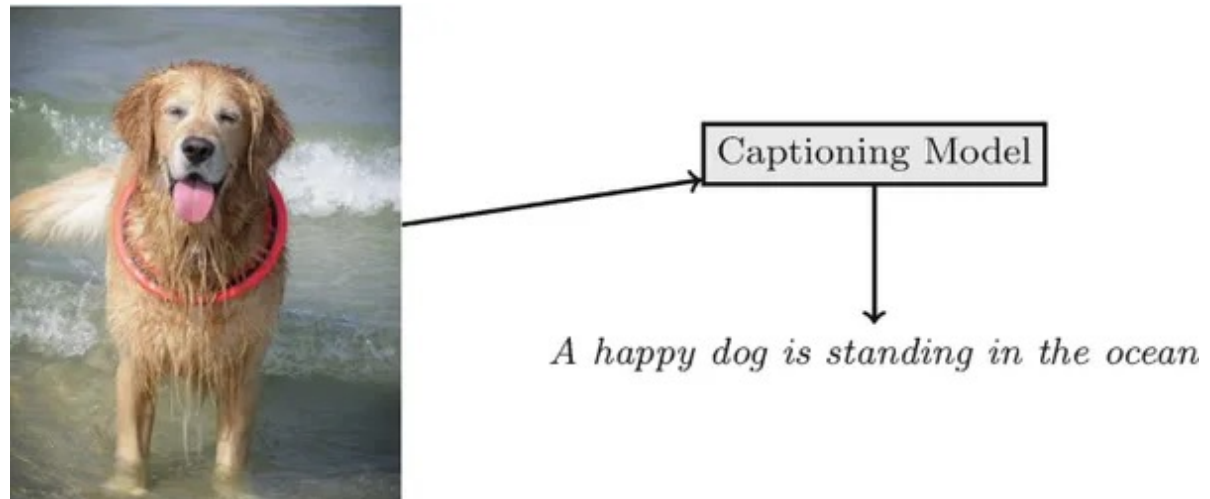 Captioning Model
A happy dog is standing in the ocean